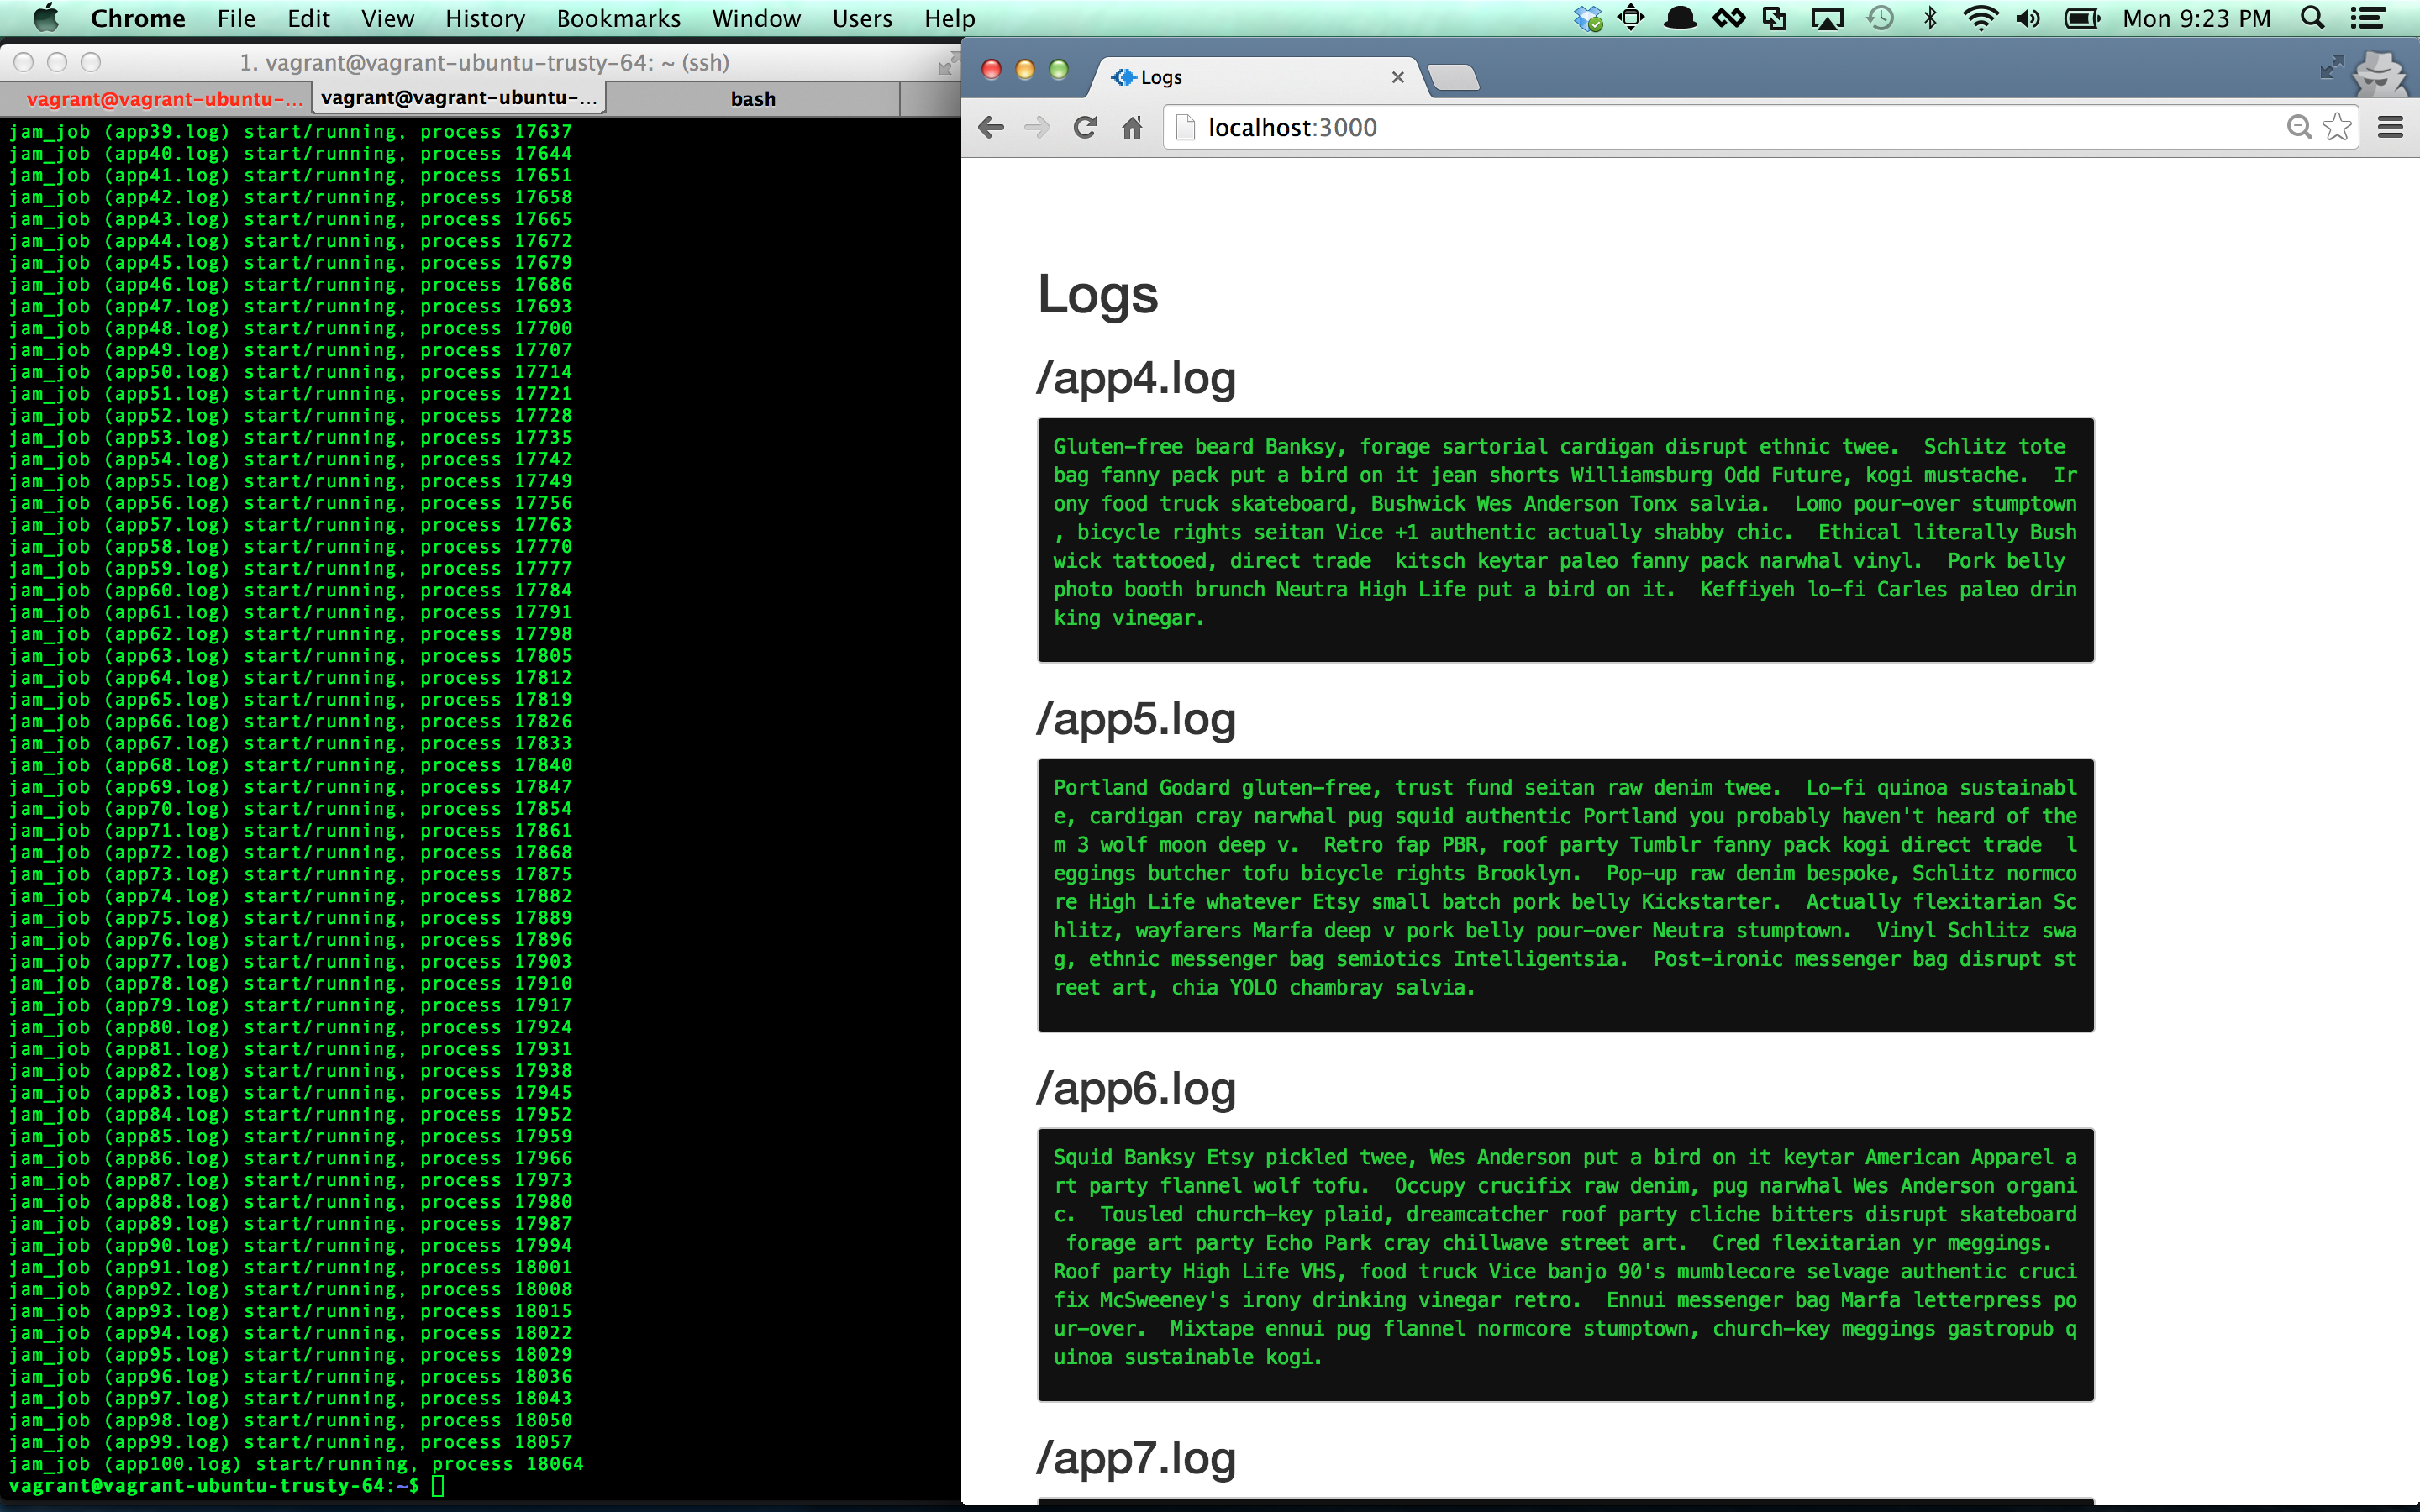 Chrome File Edit View History Bookmarks Window Users Help Mon 9:23 PM
1. vagrant@vagrant-ubuntu-trusty-64: ~ (ssh)
vagrant@vagrant-ubuntu-... vagrant@vagrant-ubuntu-... bash
jam_job (app39.log) start/running, process 17637
jam_job (app40.log) start/running, process 17644
jam_job (app41.log) start/running, process 17651
jam_job (app42.log) start/running, process 17658
jam_job (app43.log) start/running, process 17665
jam_job (app44.log) start/running, process 17672
jam_job (app45.log) start/running, process 17679
jam_job (app46.log) start/running, process 17686
jam_job (app47.log) start/running, process 17693
jam_job (app48.log) start/running, process 17700
jam_job (app49.log) start/running, process 17707
jam_job (app50.log) start/running, process 17714
jam_job (app51.log) start/running, process 17721
jam_job (app52.log) start/running, process 17728
jam_job (app53.log) start/running, process 17735
jam_job (app54.log) start/running, process 17742
jam_job (app55.log) start/running, process 17749
jam_job (app56.log) start/running, process 17756
jam_job (app57.log) start/running, process 17763
jam_job (app58.log) start/running, process 17770
jam_job (app59.log) start/running, process 17777
jam_job (app60.log) start/running, process 17784
jam_job (app61.log) start/running, process 17791
jam_job (app62.log) start/running, process 17798
jam_job (app63.log) start/running, process 17805
jam_job (app64.log) start/running, process 17812
jam_job (app65.log) start/running, process 17819
jam_job (app66.log) start/running, process 17826
jam_job (app67.log) start/running, process 17833
jam_job (app68.log) start/running, process 17840
jam_job (app69.log) start/running, process 17847
jam_job (app70.log) start/running, process 17854
jam_job (app71.log) start/running, process 17861
jam_job (app72.log) start/running, process 17868
jam_job (app73.log) start/running, process 17875
jam_job (app74.log) start/running, process 17882
jam_job (app75.log) start/running, process 17889
jam_job (app76.log) start/running, process 17896
jam_job (app77.log) start/running, process 17903
jam_job (app78.log) start/running, process 17910
jam_job (app79.log) start/running, process 17917
jam_job (app80.log) start/running, process 17924
jam_job (app81.log) start/running, process 17931
jam_job (app82.log) start/running, process 17938
jam_job (app83.log) start/running, process 17945
jam_job (app84.log) start/running, process 17952
jam_job (app85.log) start/running, process 17959
jam_job (app86.log) start/running, process 17966
jam_job (app87.log) start/running, process 17973
jam_job (app88.log) start/running, process 17980
jam_job (app89.log) start/running, process 17987
jam_job (app90.log) start/running, process 17994
jam_job (app91.log) start/running, process 18001
jam_job (app92.log) start/running, process 18008
jam_job (app93.log) start/running, process 18015
jam_job (app94.log) start/running, process 18022
jam_job (app95.log) start/running, process 18029
jam_job (app96.log) start/running, process 18036
jam_job (app97.log) start/running, process 18043
jam_job (app98.log) start/running, process 18050
jam_job (app99.log) start/running, process 18057
jam_job (app100.log) start/running, process 18064
vagrant@vagrant-ubuntu-trusty-64:~$
Logs
localhost:3000
Logs
/app4.log
Gluten-free beard Banksy, forage sartorial cardigan disrupt ethnic twee.  Schlitz tote
bag fanny pack put a bird on it jean shorts Williamsburg Odd Future, kogi mustache.  Ir
ony food truck skateboard, Bushwick Wes Anderson Tonx salvia.  Lomo pour-over stumptown
, bicycle rights seitan Vice +1 authentic actually shabby chic.  Ethical literally Bush
wick tattooed, direct trade  kitsch keytar paleo fanny pack narwhal vinyl.  Pork belly
photo booth brunch Neutra High Life put a bird on it.  Keffiyeh lo-fi Carles paleo drin
king vinegar.
/app5.log
Portland Godard gluten-free, trust fund seitan raw denim twee.  Lo-fi quinoa sustainabl
e, cardigan cray narwhal pug squid authentic Portland you probably haven't heard of the
m 3 wolf moon deep v.  Retro fap PBR, roof party Tumblr fanny pack kogi direct trade  l
eggings butcher tofu bicycle rights Brooklyn.  Pop-up raw denim bespoke, Schlitz normco
re High Life whatever Etsy small batch pork belly Kickstarter.  Actually flexitarian Sc
hlitz, wayfarers Marfa deep v pork belly pour-over Neutra stumptown.  Vinyl Schlitz swa
g, ethnic messenger bag semiotics Intelligentsia.  Post-ironic messenger bag disrupt st
reet art, chia YOLO chambray salvia.
/app6.log
Squid Banksy Etsy pickled twee, Wes Anderson put a bird on it keytar American Apparel a
rt party flannel wolf tofu.  Occupy crucifix raw denim, pug narwhal Wes Anderson organi
c.  Tousled church-key plaid, dreamcatcher roof party cliche bitters disrupt skateboard
 forage art party Echo Park cray chillwave street art.  Cred flexitarian yr meggings.
Roof party High Life VHS, food truck Vice banjo 90's mumblecore selvage authentic cruci
fix McSweeney's irony drinking vinegar retro.  Ennui messenger bag Marfa letterpress po
ur-over.  Mixtape ennui pug flannel normcore stumptown, church-key meggings gastropub q
uinoa sustainable kogi.
/app7.log